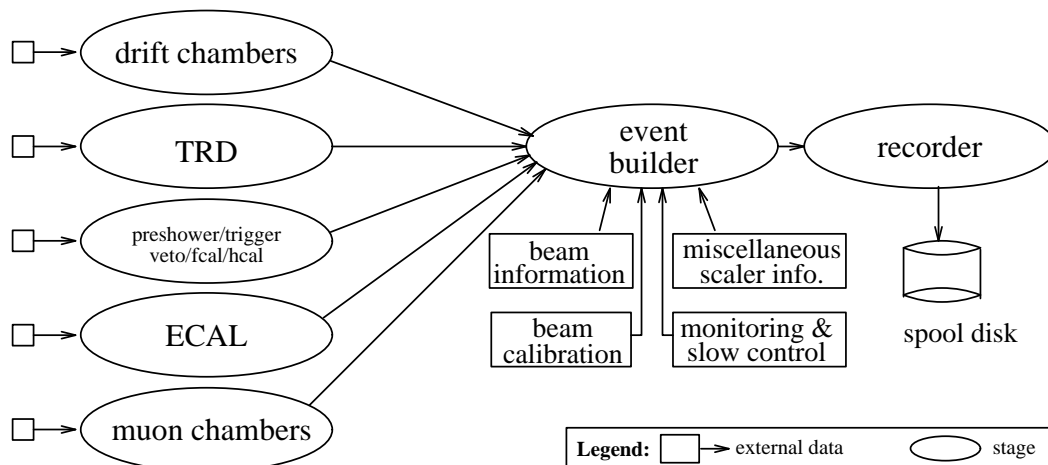 drift chambers
TRD
preshower/trigger
veto/fcal/hcal
ECAL
muon chambers
event
builder
recorder
beam
information
miscellaneous
scaler info.
beam
calibration
monitoring &
slow control
spool disk
Legend:
external data
stage